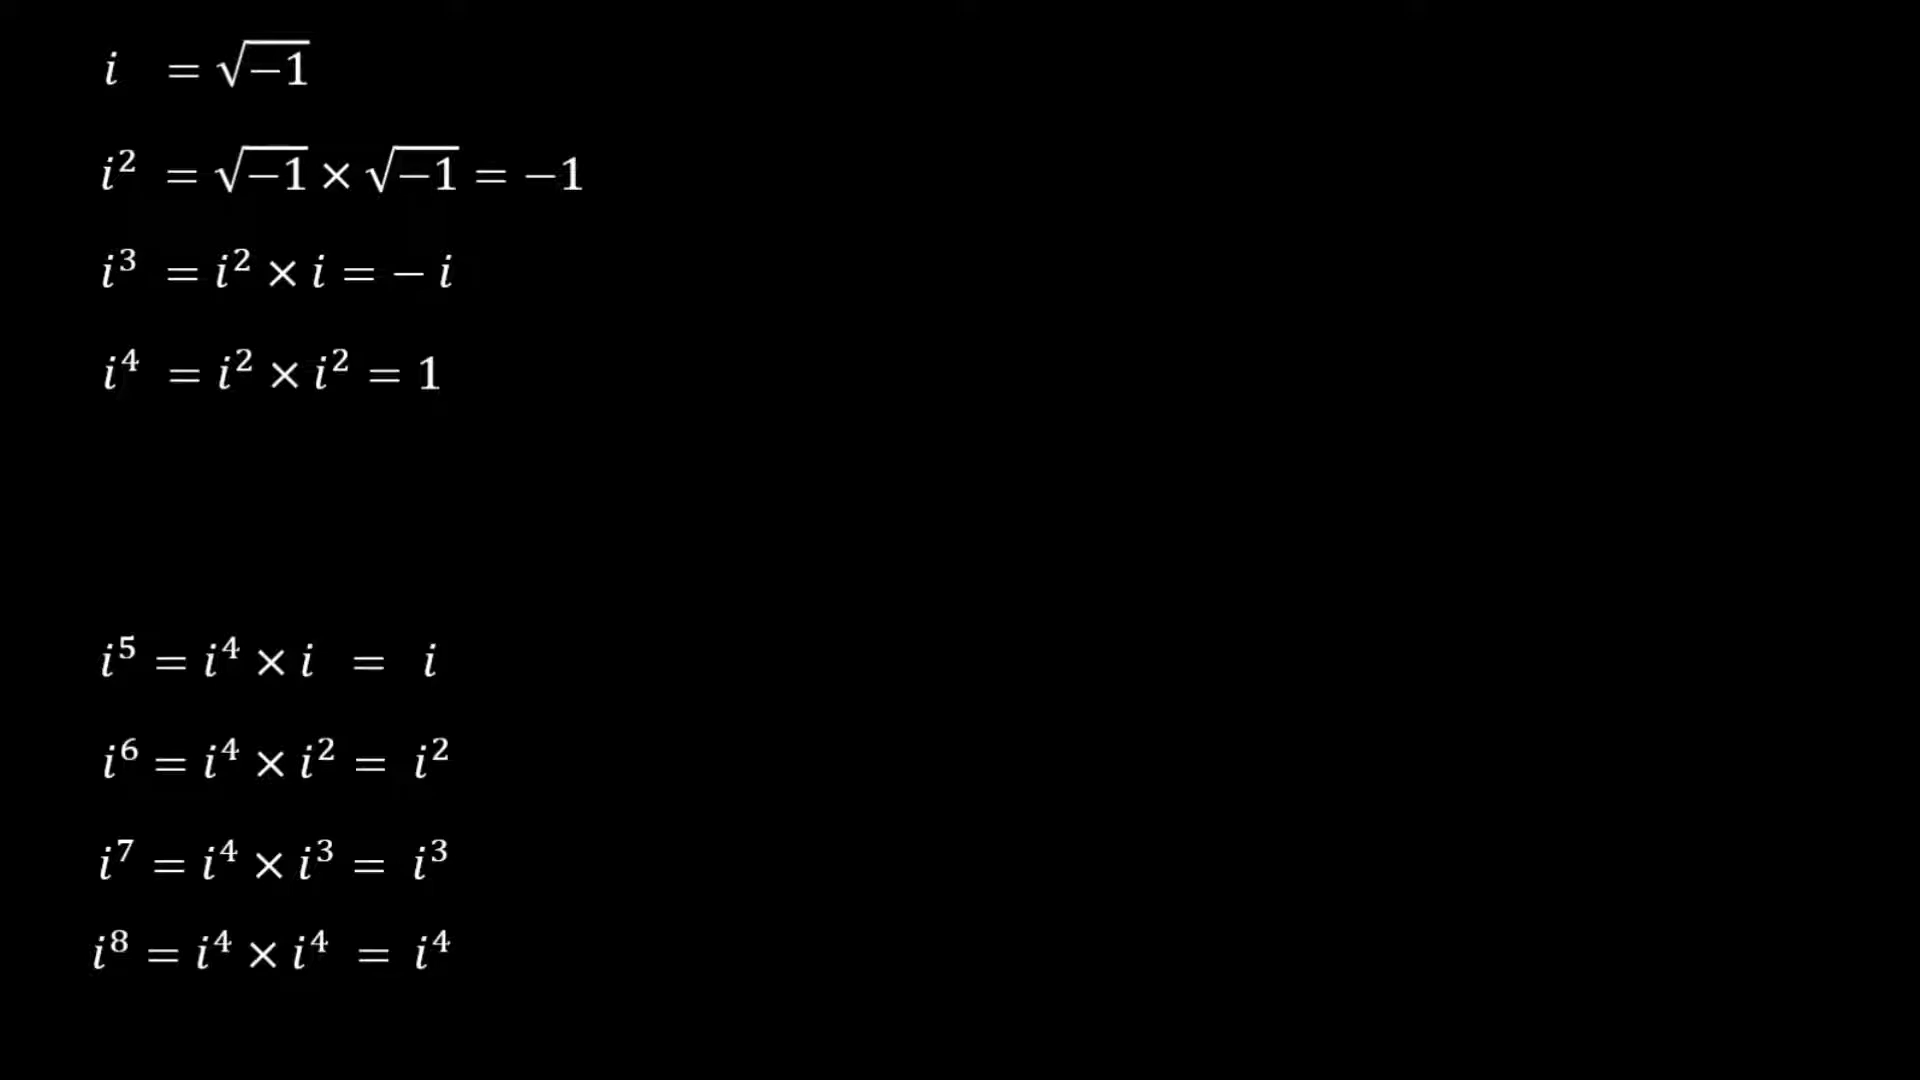 i = √−1
i² = √−1 × √−1 = −1
i³ = i² × i = − i
i⁴ = i² × i² = 1
i⁵ = i⁴ × i = i
i⁶ = i⁴ × i² = i²
i⁷ = i⁴ × i³ = i³
i⁸ = i⁴ × i⁴ = i⁴